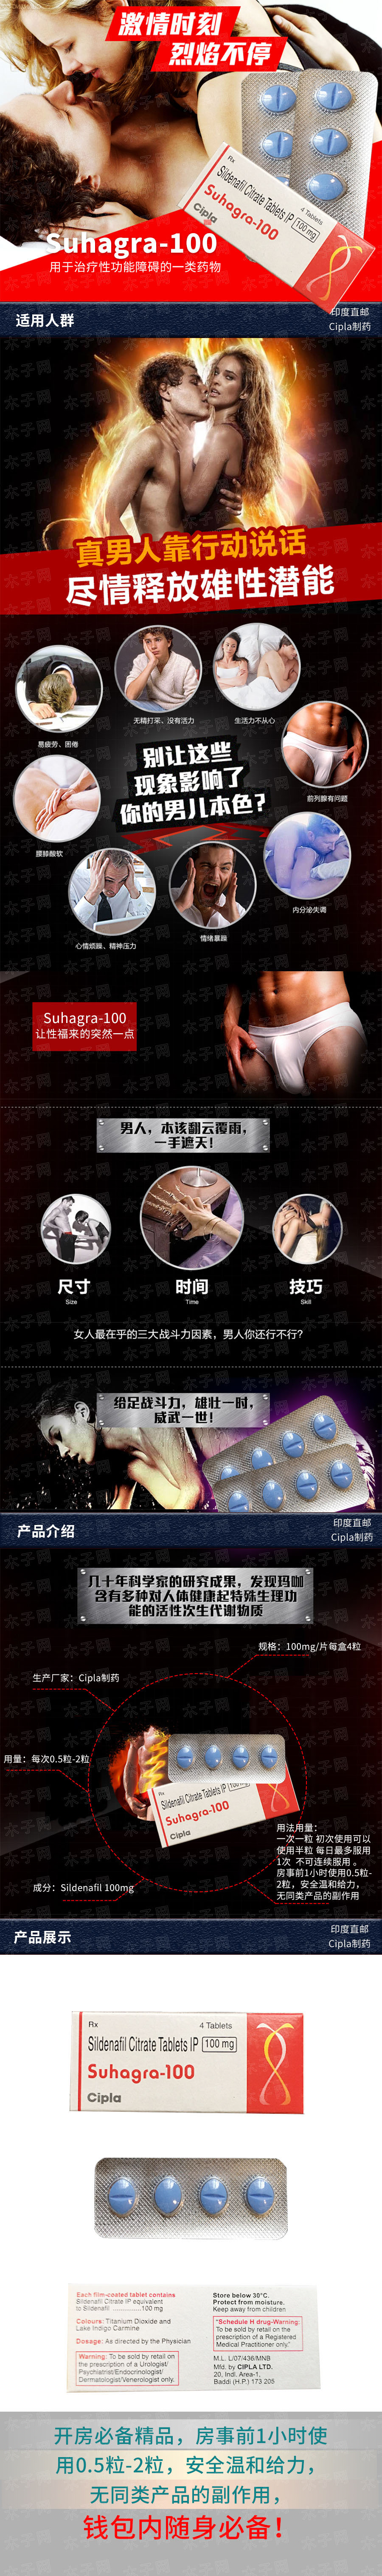 激情时刻
烈焰不停
Rx
4 Tablets
Sildenafil Citrate Tablets IP 100 mg
Suhagra-100
Cipla
Suhagra-100
用于治疗性功能障碍的一类药物
适用人群
印度直邮
Cipla制药
真男人靠行动说话
尽情释放雄性潜能
无精打采、没有活力
生活力不从心
易疲劳、困倦
别让这些
现象影响了
你的男儿本色?
前列腺有问题
腰膝酸软
内分泌失调
情绪暴躁
心情烦躁、精神压力
Suhagra-100
让性福来的突然一点
男人，本该翻云覆雨，
一手遮天！
尺寸
时间
技巧
Size
Time
Skill
女人最在乎的三大战斗力因素，男人你还行不行?
给足战斗力，雄壮一时，
威武一世！
产品介绍
印度直邮
Cipla制药
几十年科学家的研究成果，发现玛咖
含有多种对人体健康起特殊生理功
能的活性次生代谢物质
规格：100mg/片每盒4粒
生产厂家：Cipla制药
用量：每次0.5粒-2粒
Sildenafil Citrate Tablets IP
Suhagra-100
Cipla
用法用量：
一次一粒 初次使用可以
使用半粒 每日最多服用
1次 不可连续服用 。
房事前1小时使用0.5粒-
2粒，安全温和给力，
无同类产品的副作用
成分：Sildenafil 100mg
产品展示
印度直邮
Cipla制药
Rx
4 Tablets
Sildenafil Citrate Tablets IP 100 mg
Suhagra-100
Cipla
Each film-coated tablet contains
Sildenafil Citrate IP equivalent
to Sildenafil ..............100 mg
Colours: Titanium Dioxide and
Lake Indigo Carmine
Dosage: As directed by the Physician
Warning: To be sold by retail on
the prescription of a Urologist/
Psychiatrist/Endocrinologist/
Dermatologist/Venerologist only.
Store below 30°C.
Protect from moisture.
Keep away from children
"Schedule H drug-Warning:
To be sold by retail on the
prescription of a Registered
Medical Practitioner only."
M.L. L/07/436/MNB
Mfd. by CIPLA LTD.
20, Indl. Area-1,
Baddi (H.P.) 173 205
开房必备精品，房事前1小时使
用0.5粒-2粒，安全温和给力，
无同类产品的副作用，
钱包内随身必备！